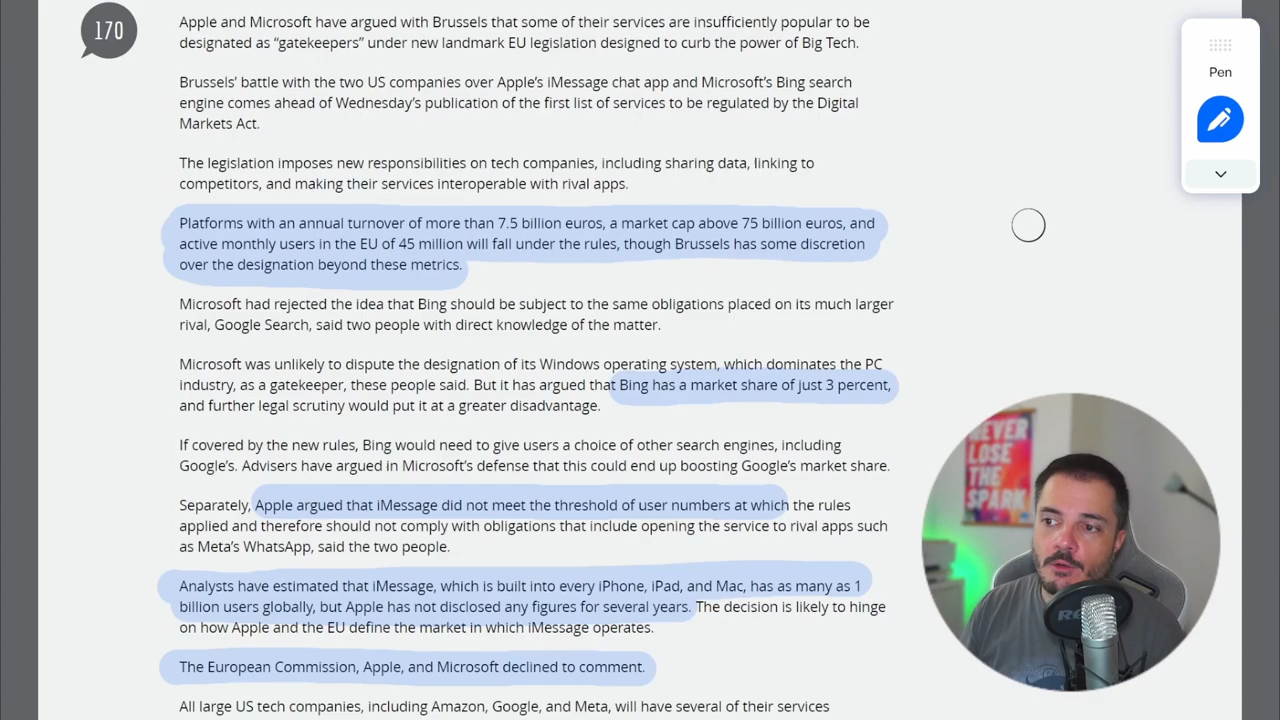 170
Apple and Microsoft have argued with Brussels that some of their services are insufficiently popular to be
designated as “gatekeepers” under new landmark EU legislation designed to curb the power of Big Tech.
Brussels’ battle with the two US companies over Apple’s iMessage chat app and Microsoft’s Bing search
engine comes ahead of Wednesday’s publication of the first list of services to be regulated by the Digital
Markets Act.
The legislation imposes new responsibilities on tech companies, including sharing data, linking to
competitors, and making their services interoperable with rival apps.
Platforms with an annual turnover of more than 7.5 billion euros, a market cap above 75 billion euros, and
active monthly users in the EU of 45 million will fall under the rules, though Brussels has some discretion
over the designation beyond these metrics.
Microsoft had rejected the idea that Bing should be subject to the same obligations placed on its much larger
rival, Google Search, said two people with direct knowledge of the matter.
Microsoft was unlikely to dispute the designation of its Windows operating system, which dominates the PC
industry, as a gatekeeper, these people said. But it has argued that Bing has a market share of just 3 percent,
and further legal scrutiny would put it at a greater disadvantage.
If covered by the new rules, Bing would need to give users a choice of other search engines, including
Google’s. Advisers have argued in Microsoft’s defense that this could end up boosting Google’s market share.
Separately, Apple argued that iMessage did not meet the threshold of user numbers at which the rules
applied and therefore should not comply with obligations that include opening the service to rival apps such
as Meta’s WhatsApp, said the two people.
Analysts have estimated that iMessage, which is built into every iPhone, iPad, and Mac, has as many as 1
billion users globally, but Apple has not disclosed any figures for several years. The decision is likely to hinge
on how Apple and the EU define the market in which iMessage operates.
The European Commission, Apple, and Microsoft declined to comment.
All large US tech companies, including Amazon, Google, and Meta, will have several of their services
Pen
NEVER
LOSE
THE
SPARK